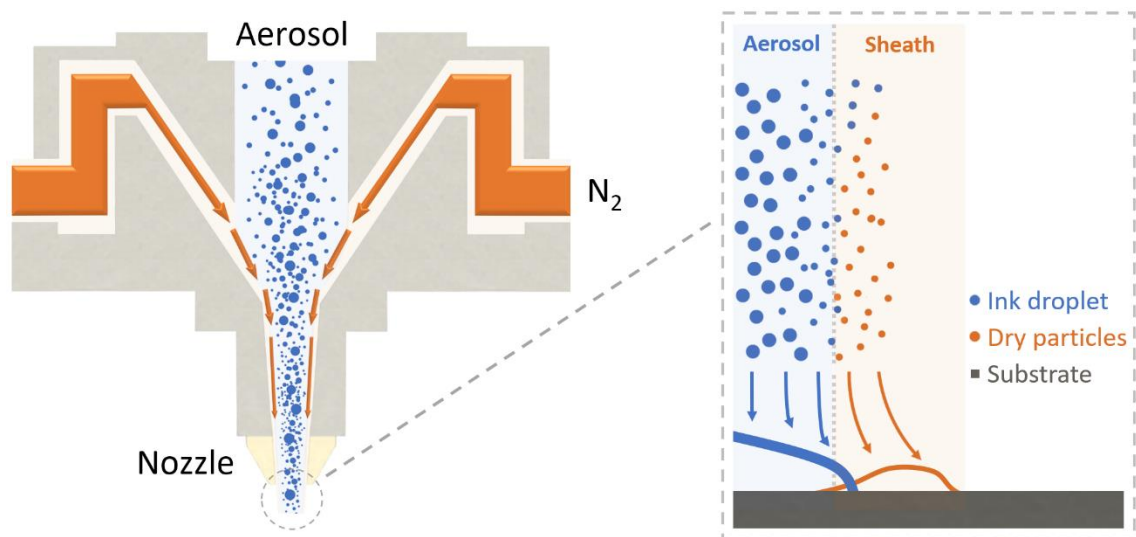 Aerosol
N₂
Nozzle
Aerosol
Sheath
Ink droplet
Dry particles
Substrate